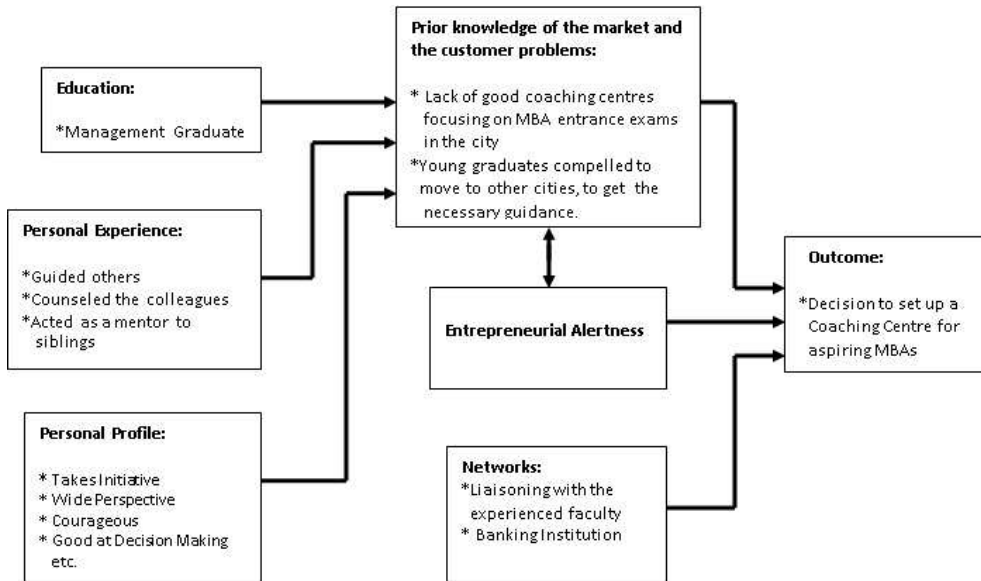 Prior knowledge of the market and
the customer problems:
* Lack of good coaching centres
focusing on MBA entrance exams
in the city
*Young graduates compelled to
move to other cities, to get the
necessary guidance.
Education:
*Management Graduate
Personal Experience:
*Guided others
*Counseled the colleagues
*Acted as a mentor to
siblings
Entrepreneurial Alertness
Outcome:
*Decision to set up a
Coaching Centre for
aspiring MBAs
Personal Profile:
* Takes Initiative
* Wide Perspective
* Courageous
* Good at Decision Making
etc.
Networks:
*Liaisoning with the
experienced faculty
* Banking Institution